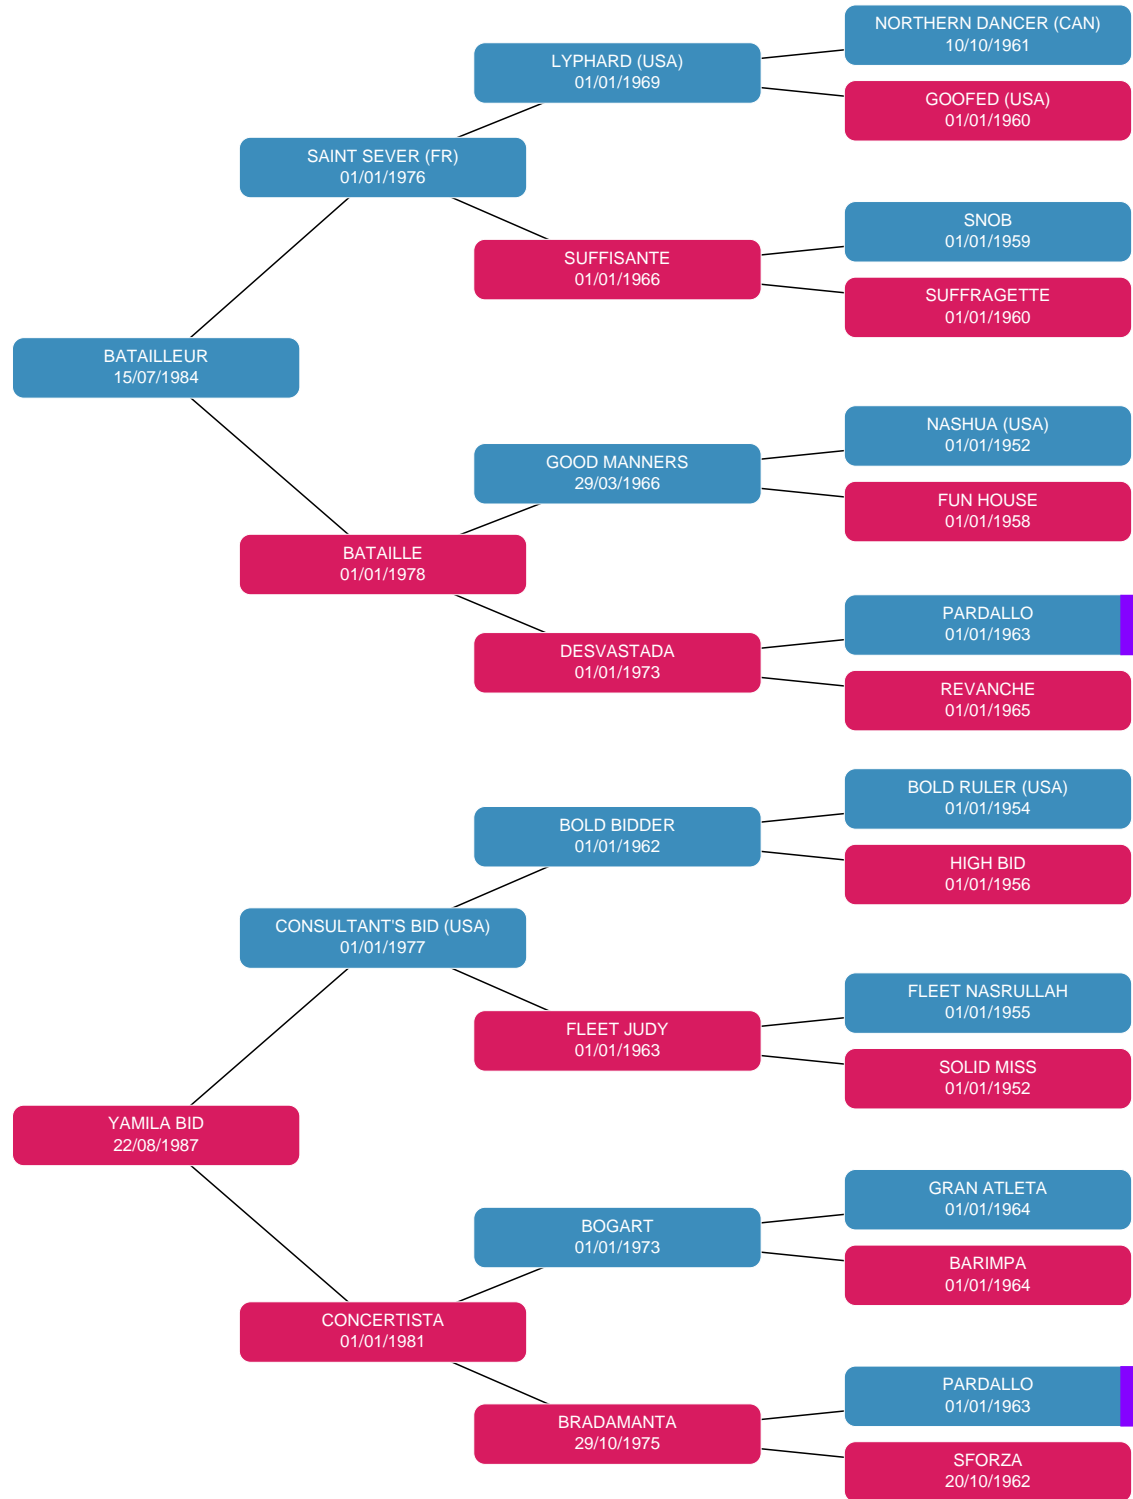 NORTHERN DANCER (CAN)
10/10/1961
LYPHARD (USA)
01/01/1969
GOOFED (USA)
01/01/1960
SAINT SEVER (FR)
01/01/1976
SNOB
01/01/1959
SUFFISANTE
01/01/1966
SUFFRAGETTE
01/01/1960
BATAILLEUR
15/07/1984
NASHUA (USA)
01/01/1952
GOOD MANNERS
29/03/1966
FUN HOUSE
01/01/1958
BATAILLE
01/01/1978
PARDALLO
01/01/1963
DESVASTADA
01/01/1973
REVANCHE
01/01/1965
BOLD RULER (USA)
01/01/1954
BOLD BIDDER
01/01/1962
HIGH BID
01/01/1956
CONSULTANT'S BID (USA)
01/01/1977
FLEET NASRULLAH
01/01/1955
FLEET JUDY
01/01/1963
SOLID MISS
01/01/1952
YAMILA BID
22/08/1987
GRAN ATLETA
01/01/1964
BOGART
01/01/1973
BARIMPA
01/01/1964
CONCERTISTA
01/01/1981
PARDALLO
01/01/1963
BRADAMANTA
29/10/1975
SFORZA
20/10/1962